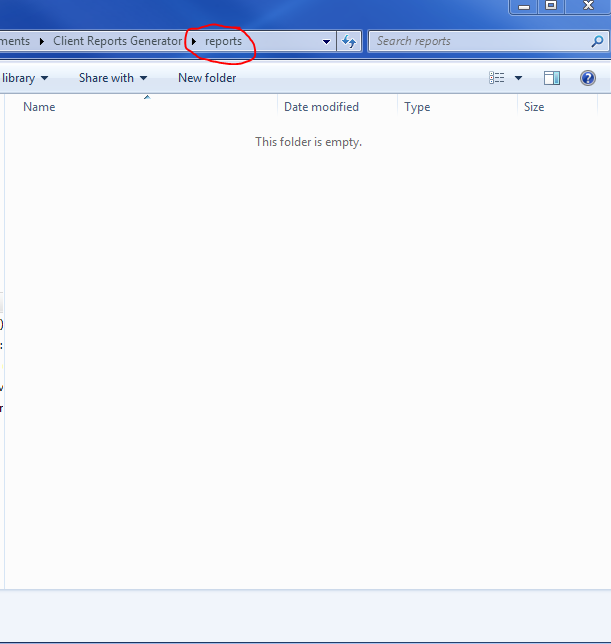 ments Client Reports Generator reports Search reports
library Share with New folder
Name Date modified Type Size
This folder is empty.